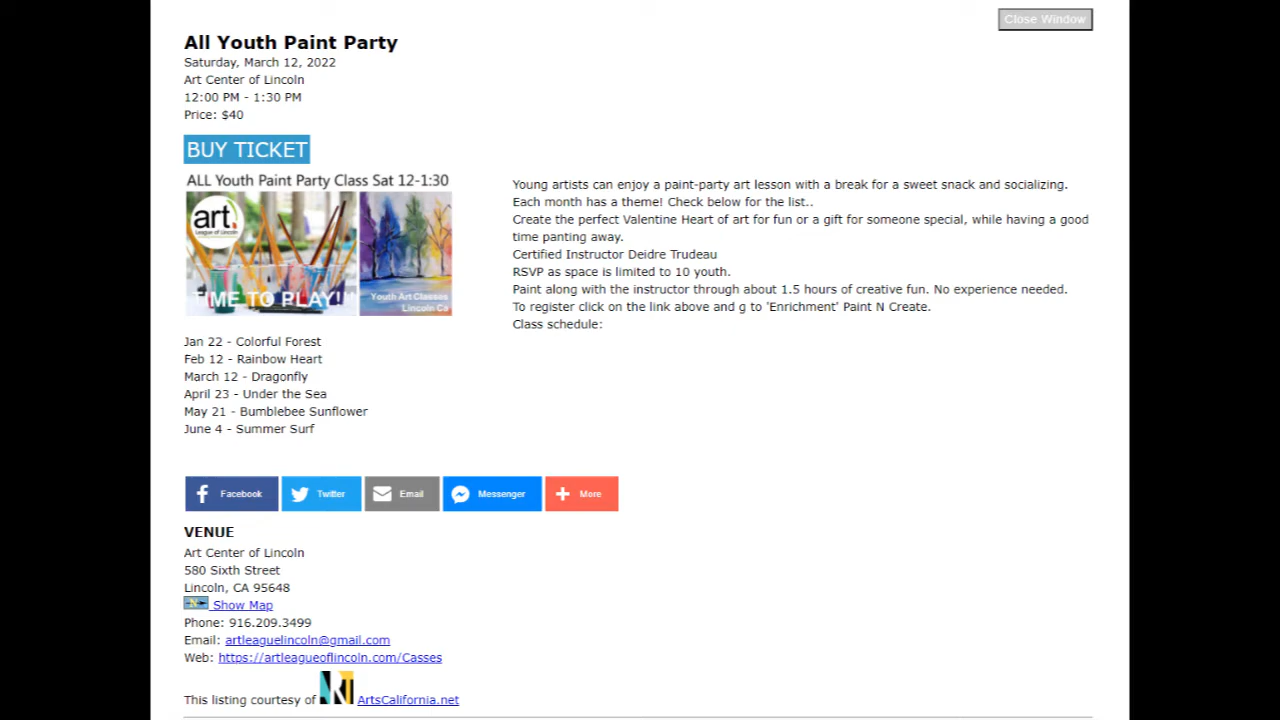 Close Window
All Youth Paint Party
Saturday, March 12, 2022
Art Center of Lincoln
12:00 PM - 1:30 PM
Price: $40
BUY TICKET
ALL Youth Paint Party Class Sat 12-1:30
art.
League of Lincoln
TIME TO PLAY!!
Youth Art Classes
Lincoln Ca
Young artists can enjoy a paint-party art lesson with a break for a sweet snack and socializing.
Each month has a theme! Check below for the list..
Create the perfect Valentine Heart of art for fun or a gift for someone special, while having a good
time panting away.
Certified Instructor Deidre Trudeau
RSVP as space is limited to 10 youth.
Paint along with the instructor through about 1.5 hours of creative fun. No experience needed.
To register click on the link above and g to 'Enrichment' Paint N Create.
Class schedule:
Jan 22 - Colorful Forest
Feb 12 - Rainbow Heart
March 12 - Dragonfly
April 23 - Under the Sea
May 21 - Bumblebee Sunflower
June 4 - Summer Surf
Facebook
Twitter
Email
Messenger
More
VENUE
Art Center of Lincoln
580 Sixth Street
Lincoln, CA 95648
Show Map
Phone: 916.209.3499
Email: artleaguelincoln@gmail.com
Web: https://artleagueoflincoln.com/Casses
This listing courtesy of ART ArtsCalifornia.net